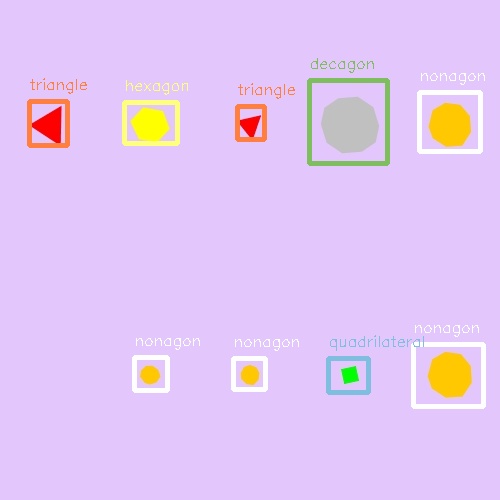 triangle
hexagon
triangle
decagon
nonagon
nonagon
nonagon
quadrilateral
nonagon